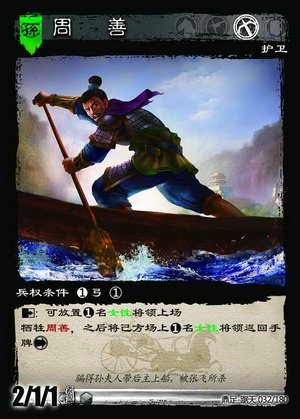 孫 周善
护卫
兵权条件 1 弓 1
：可放置1名女性将领上场
牺牲周善，之后将己方场上1名女性将领返回手
牌
骗得孙夫人带后主上船，被张飞所杀
2/1/1
032/180